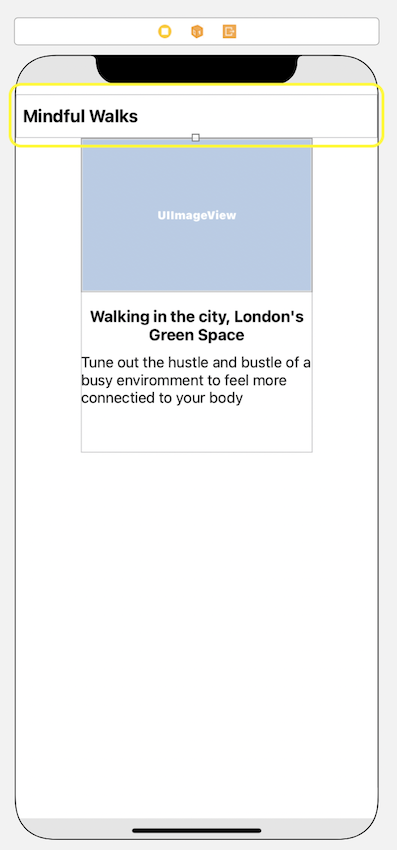 Mindful Walks
UIImageView
Walking in the city, London's
Green Space
Tune out the hustle and bustle of a
busy enviromment to feel more
connectied to your body